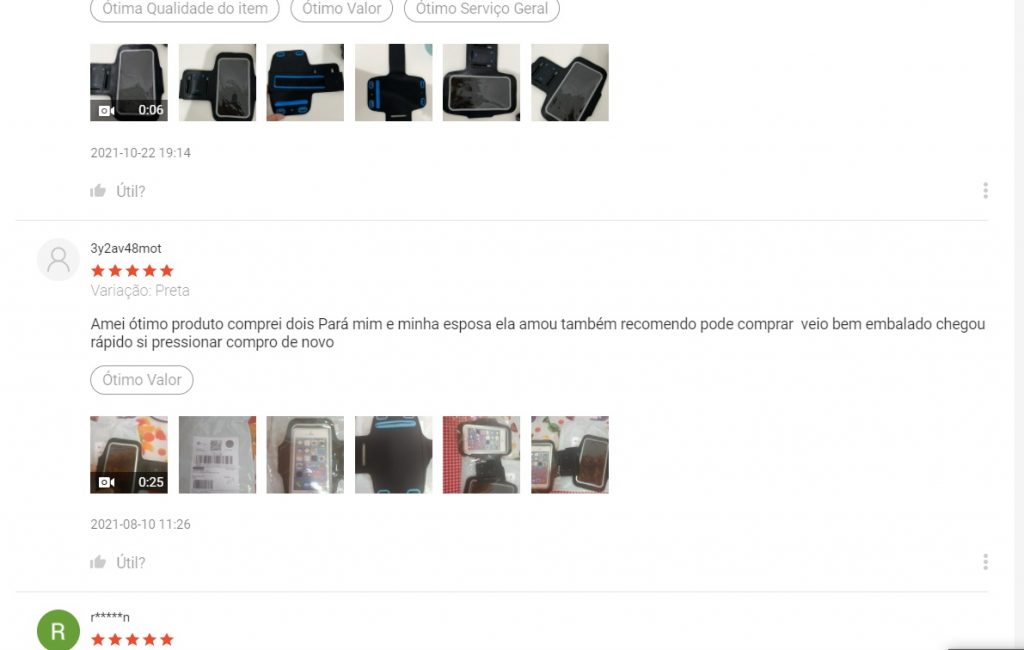 Ótima Qualidade do item Ótimo Valor Ótimo Serviço Geral
0:06
2021-10-22 19:14
Útil?
3y2av48mot
Variação: Preta
Amei ótimo produto comprei dois Pará mim e minha esposa ela amou também recomendo pode comprar veio bem embalado chegou
rápido si pressionar compro de novo
Ótimo Valor
0:25
2021-08-10 11:26
Útil?
R
r*****n